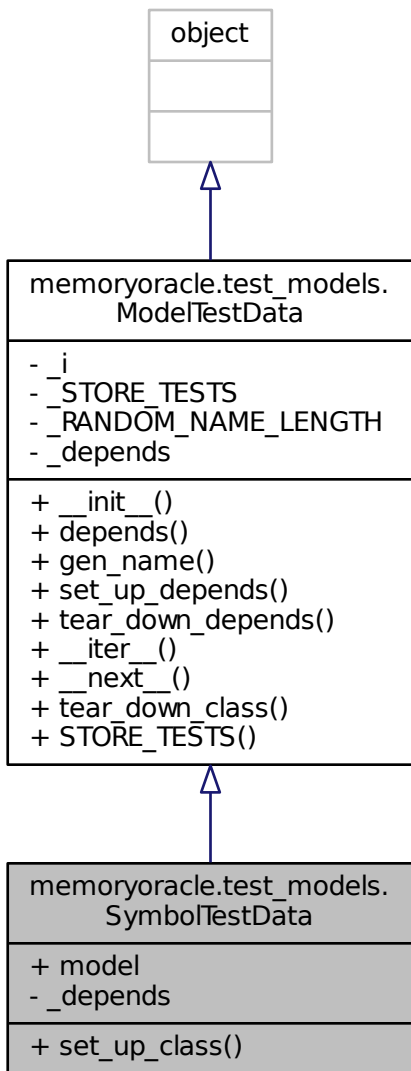 object
memoryoracle.test_models.
ModelTestData
- _i
- _STORE_TESTS
- _RANDOM_NAME_LENGTH
- _depends
+ __init__()
+ depends()
+ gen_name()
+ set_up_depends()
+ tear_down_depends()
+ __iter__()
+ __next__()
+ tear_down_class()
+ STORE_TESTS()
memoryoracle.test_models.
SymbolTestData
+ model
- _depends
+ set_up_class()